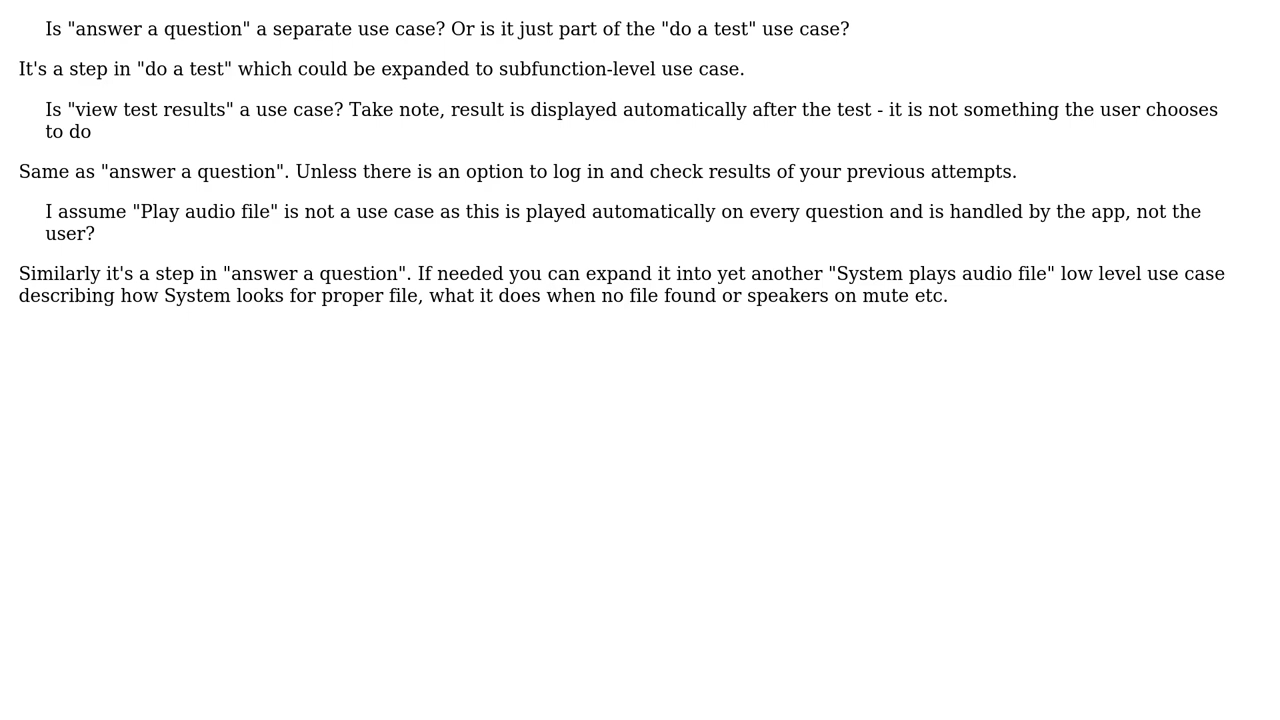 Is "answer a question" a separate use case? Or is it just part of the "do a test" use case?
It's a step in "do a test" which could be expanded to subfunction-level use case.
Is "view test results" a use case? Take note, result is displayed automatically after the test - it is not something the user chooses
to do
Same as "answer a question". Unless there is an option to log in and check results of your previous attempts.
I assume "Play audio file" is not a use case as this is played automatically on every question and is handled by the app, not the
user?
Similarly it's a step in "answer a question". If needed you can expand it into yet another "System plays audio file" low level use case
describing how System looks for proper file, what it does when no file found or speakers on mute etc.